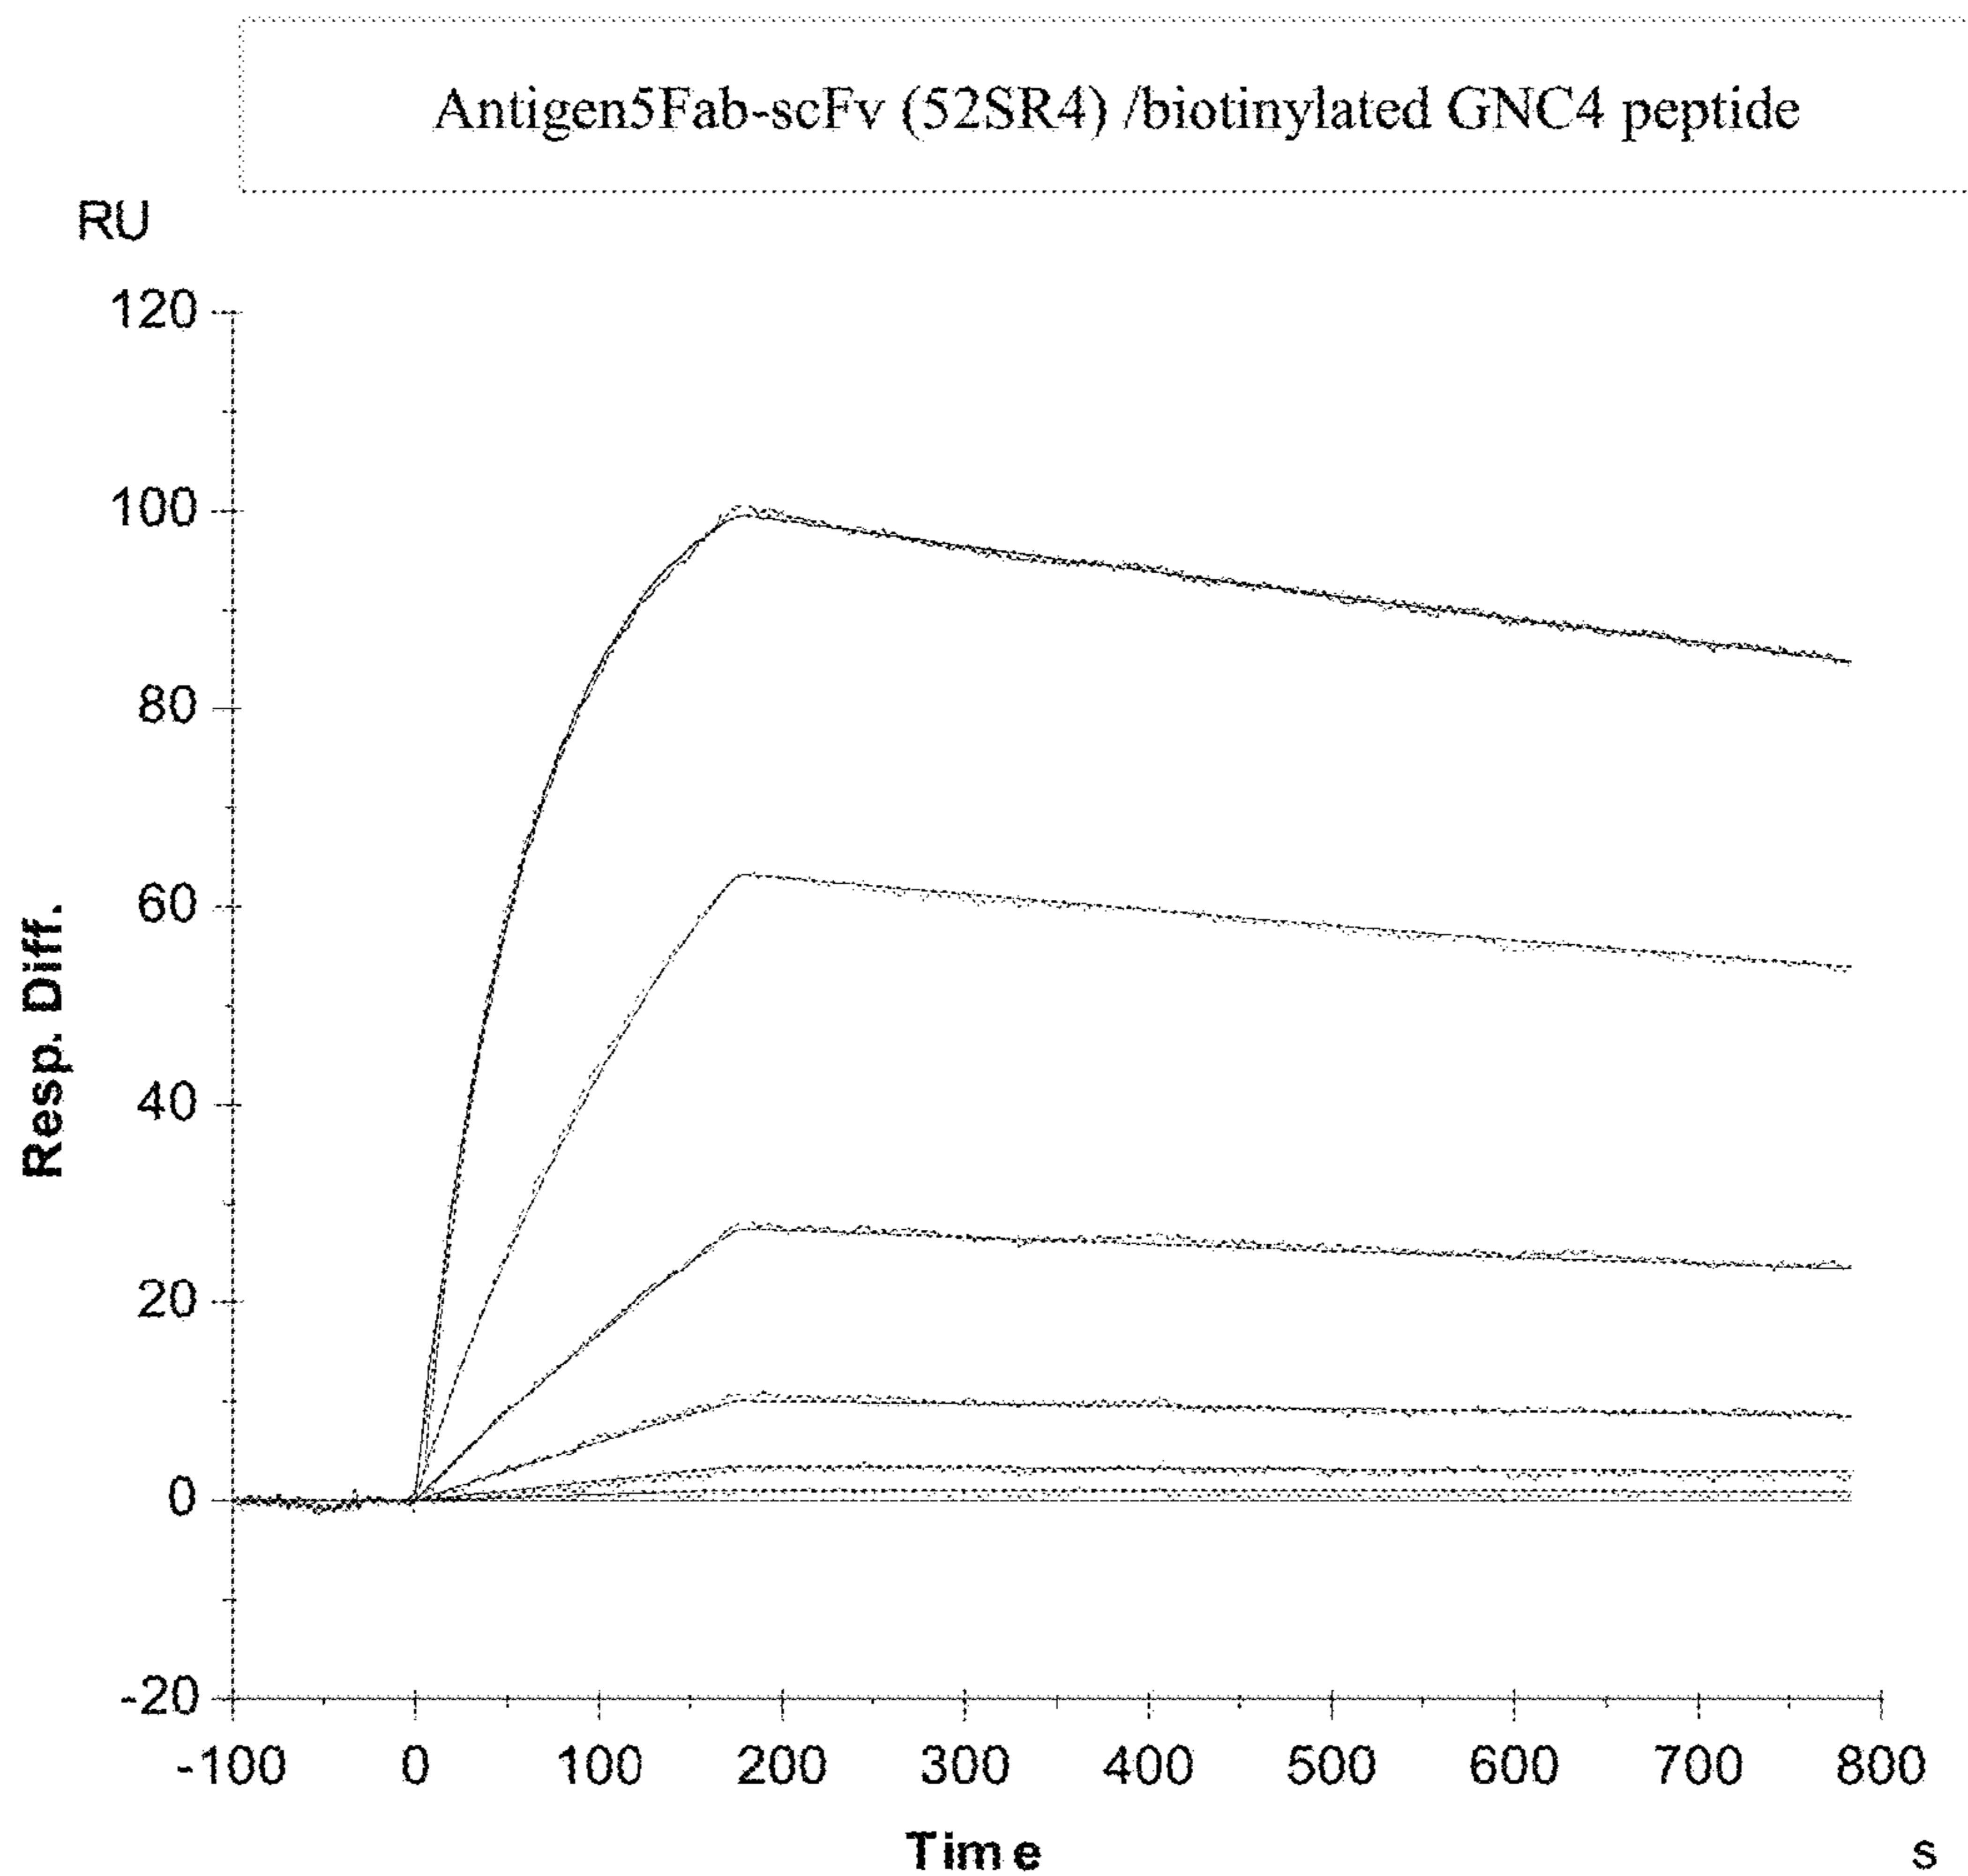 Antigen5Fab-scFv (52SR4) /biotinylated GNC4 peptide
RU
120
100
80
60
40
20
0
-20
Resp. Diff.
-100 0 100 200 300 400 500 600 700 800
Time s